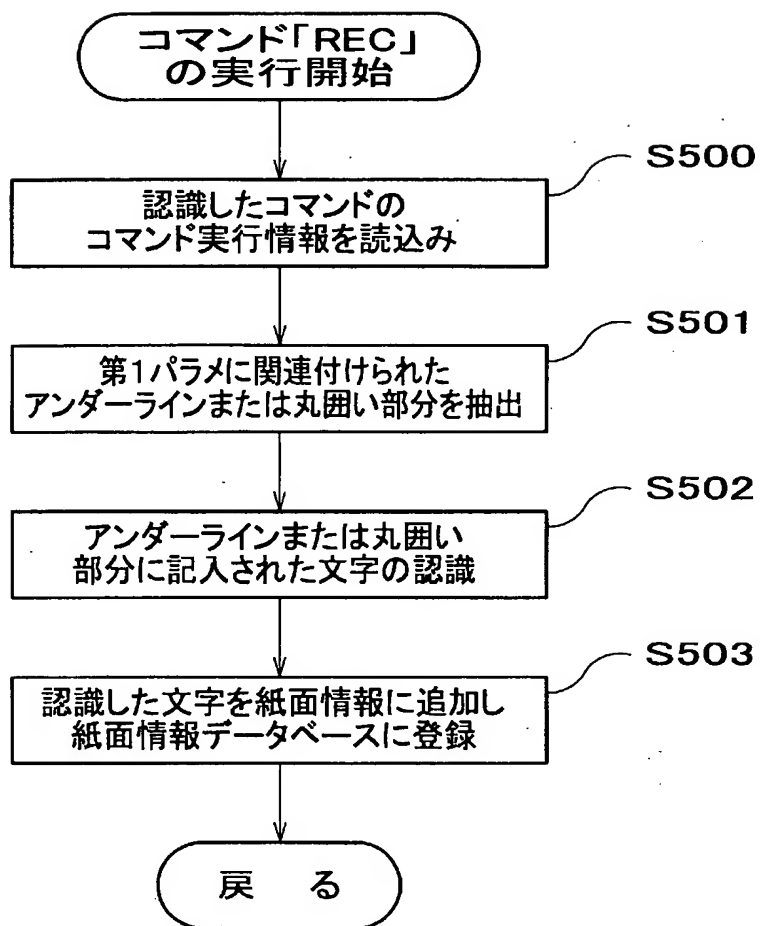 コマンド「REC」
の実行開始
S500
認識したコマンドの
コマンド実行情報を読込み
S501
第1パラメに関連付けられた
アンダーラインまたは丸囲い部分を抽出
S502
アンダーラインまたは丸囲い
部分に記入された文字の認識
S503
認識した文字を紙面情報に追加し
紙面情報データベースに登録
戻 る